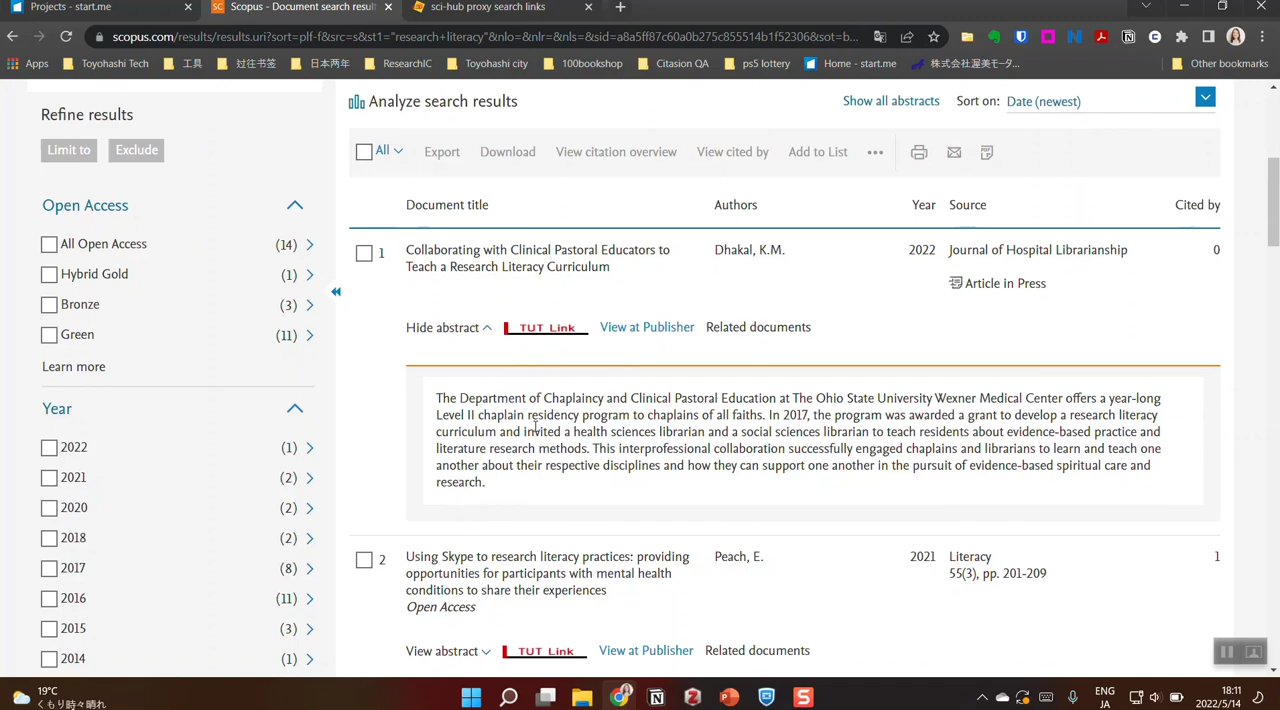 Projects - start.me
Scopus - Document search result
sci-hub proxy search links
scopus.com/results/results.uri?sort=plf-f&src=s&st1="research+literacy"&nlo=&nlr=&nls=&sid=a8a5ff87c60a0b275c855514b1f52306&sot=b...
Apps
Toyohashi Tech
工具
过往书签
日本两年
ResearchIC
Toyohashi city
100bookshop
Citasion QA
ps5 lottery
Home - start.me
株式会社渥美モータ...
Other bookmarks
Refine results
Limit to
Exclude
Open Access
All Open Access (14)
Hybrid Gold (1)
Bronze (3)
Green (11)
Learn more
Year
2022 (1)
2021 (2)
2020 (2)
2018 (2)
2017 (8)
2016 (11)
2015 (3)
2014 (1)
Analyze search results
Show all abstracts Sort on: Date (newest)
All Export Download View citation overview View cited by Add to List
Document title Authors Year Source Cited by
1 Collaborating with Clinical Pastoral Educators to Dhakal, K.M. 2022 Journal of Hospital Librarianship 0
Teach a Research Literacy Curriculum
Article in Press
Hide abstract TUT Link View at Publisher Related documents
The Department of Chaplaincy and Clinical Pastoral Education at The Ohio State University Wexner Medical Center offers a year-long
Level II chaplain residency program to chaplains of all faiths. In 2017, the program was awarded a grant to develop a research literacy
curriculum and invited a health sciences librarian and a social sciences librarian to teach residents about evidence-based practice and
literature research methods. This interprofessional collaboration successfully engaged chaplains and librarians to learn and teach one
another about their respective disciplines and how they can support one another in the pursuit of evidence-based spiritual care and
research.
2 Using Skype to research literacy practices: providing Peach, E. 2021 Literacy 1
opportunities for participants with mental health 55(3), pp. 201-209
conditions to share their experiences
Open Access
View abstract TUT Link View at Publisher Related documents
19°C
くもり時々晴れ
ENG
JA
18:11
2022/5/14